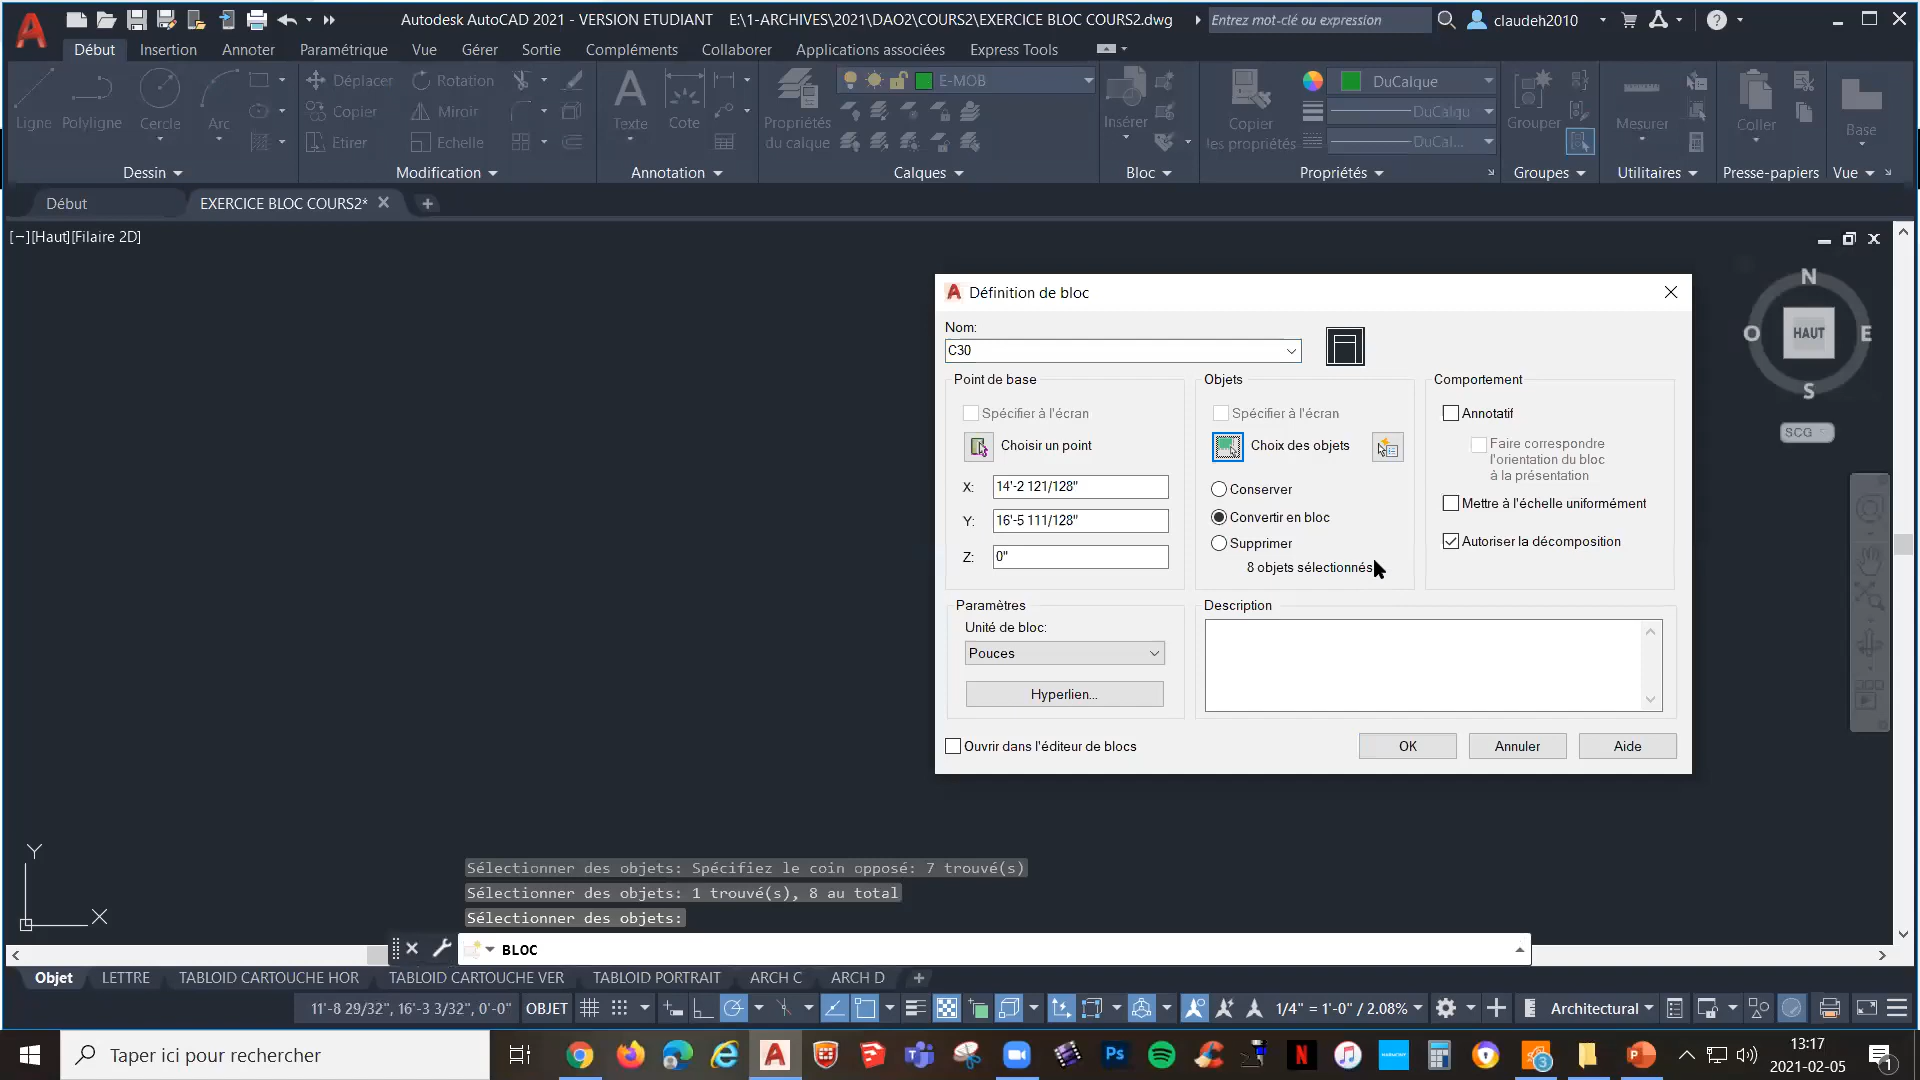 Autodesk AutoCAD 2021 - VERSION ETUDIANT E:\1-ARCHIVES\2021\DAO2\COURS2\EXERCICE BLOC COURS2.dwg
Entrez mot-clé ou expression
claudeh2010
Début Insertion Annoter Paramétrique Vue Gérer Sortie Compléments Collaborer Applications associées Express Tools
Ligne Polyligne Cercle Arc
Déplacer Rotation
Copier Miroir
Etirer Echelle
Texte Cote
Propriétés du calque
E-MOB
Insérer
Copier les propriétés
DuCalque
DuCalqu
DuCal...
Grouper
Mesurer
Coller
Base
Dessin Modification Annotation Calques Bloc Propriétés Groupes Utilitaires Presse-papiers Vue
Début EXERCICE BLOC COURS2*
[−][Haut][Filaire 2D]
N
O HAUT E
S
SCG
Définition de bloc
Nom:
C30
Point de base
Spécifier à l'écran
Choisir un point
X: 14'-2 121/128"
Y: 16'-5 111/128"
Z: 0"
Objets
Spécifier à l'écran
Choix des objets
Conserver
Convertir en bloc
Supprimer
8 objets sélectionnés
Comportement
Annotatif
Faire correspondre
l'orientation du bloc
à la présentation
Mettre à l'échelle uniformément
Autoriser la décomposition
Paramètres
Unité de bloc:
Pouces
Hyperlien...
Description
Ouvrir dans l'éditeur de blocs
OK Annuler Aide
Y
X
Sélectionner des objets: Spécifiez le coin opposé: 7 trouvé(s)
Sélectionner des objets: 1 trouvé(s), 8 au total
Sélectionner des objets:
BLOC
Objet LETTRE TABLOID CARTOUCHE HOR TABLOID CARTOUCHE VER TABLOID PORTRAIT ARCH C ARCH D
11'-8 29/32", 16'-3 3/32", 0'-0" OBJET 1/4" = 1'-0" / 2.08% Architectural
Taper ici pour rechercher
13:17
2021-02-05